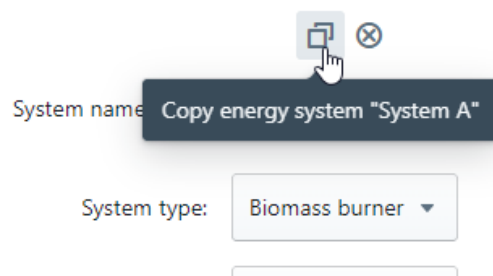 System name
Copy energy system "System A"
System type:
Biomass burner